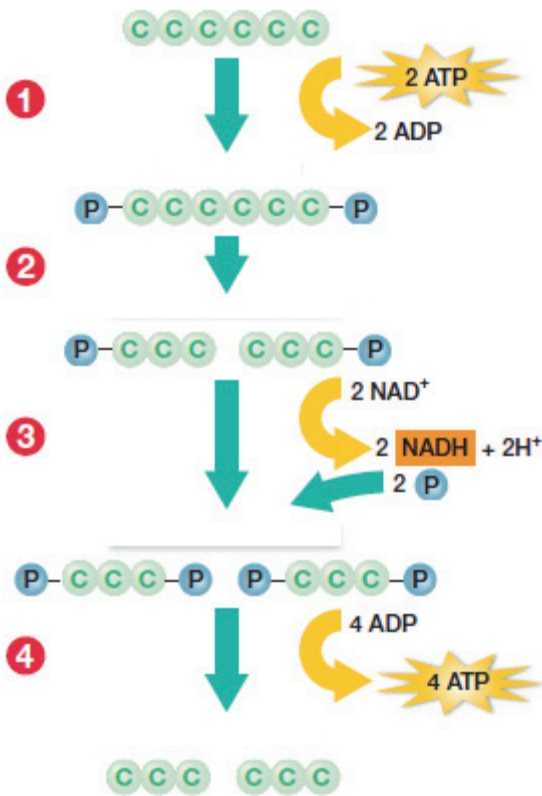 CCCCCC
1
2 ATP
2 ADP
P CCCCCC P
2
P CCC CCC P
2 NAD⁺
3
2 NADH + 2H⁺
2 P
P CCC P P CCC P
4 ADP
4
4 ATP
CCC CCC